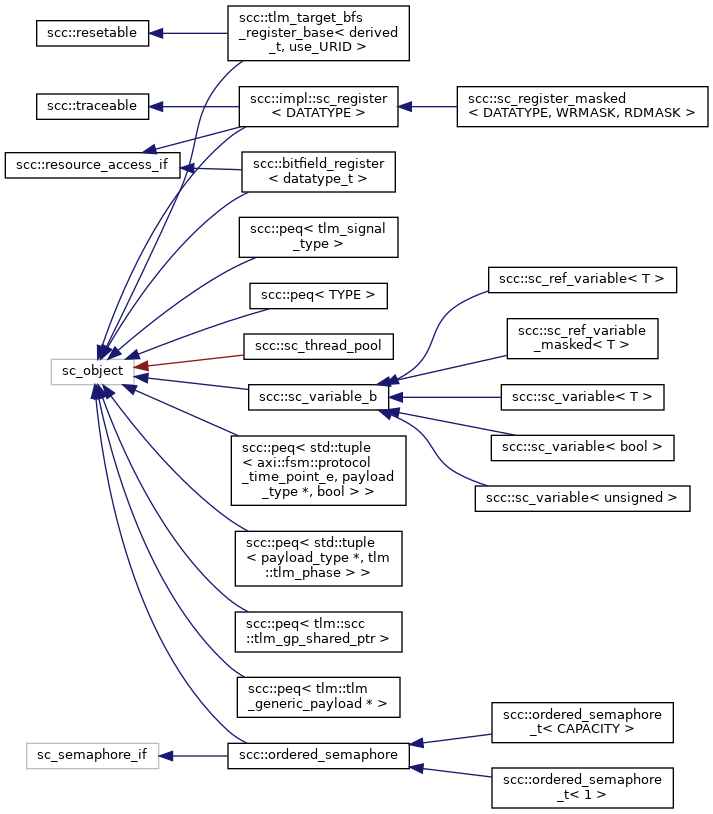 scc::resetable
scc::tlm_target_bfs
_register_base< derived
_t, use_URID >
scc::traceable
scc::impl::sc_register
< DATATYPE >
scc::sc_register_masked
< DATATYPE, WRMASK, RDMASK >
scc::resource_access_if
scc::bitfield_register
< datatype_t >
scc::peq< tlm_signal
_type >
scc::peq< TYPE >
scc::sc_thread_pool
sc_object
scc::sc_variable_b
scc::sc_ref_variable< T >
scc::sc_ref_variable
_masked< T >
scc::sc_variable< T >
scc::sc_variable< bool >
scc::sc_variable< unsigned >
scc::peq< std::tuple
< axi::fsm::protocol
_time_point_e, payload
_type *, bool > >
scc::peq< std::tuple
< payload_type *, tlm
::tlm_phase > >
scc::peq< tlm::scc
::tlm_gp_shared_ptr >
scc::peq< tlm::tlm
_generic_payload * >
sc_semaphore_if
scc::ordered_semaphore
scc::ordered_semaphore
_t< CAPACITY >
scc::ordered_semaphore
_t< 1 >